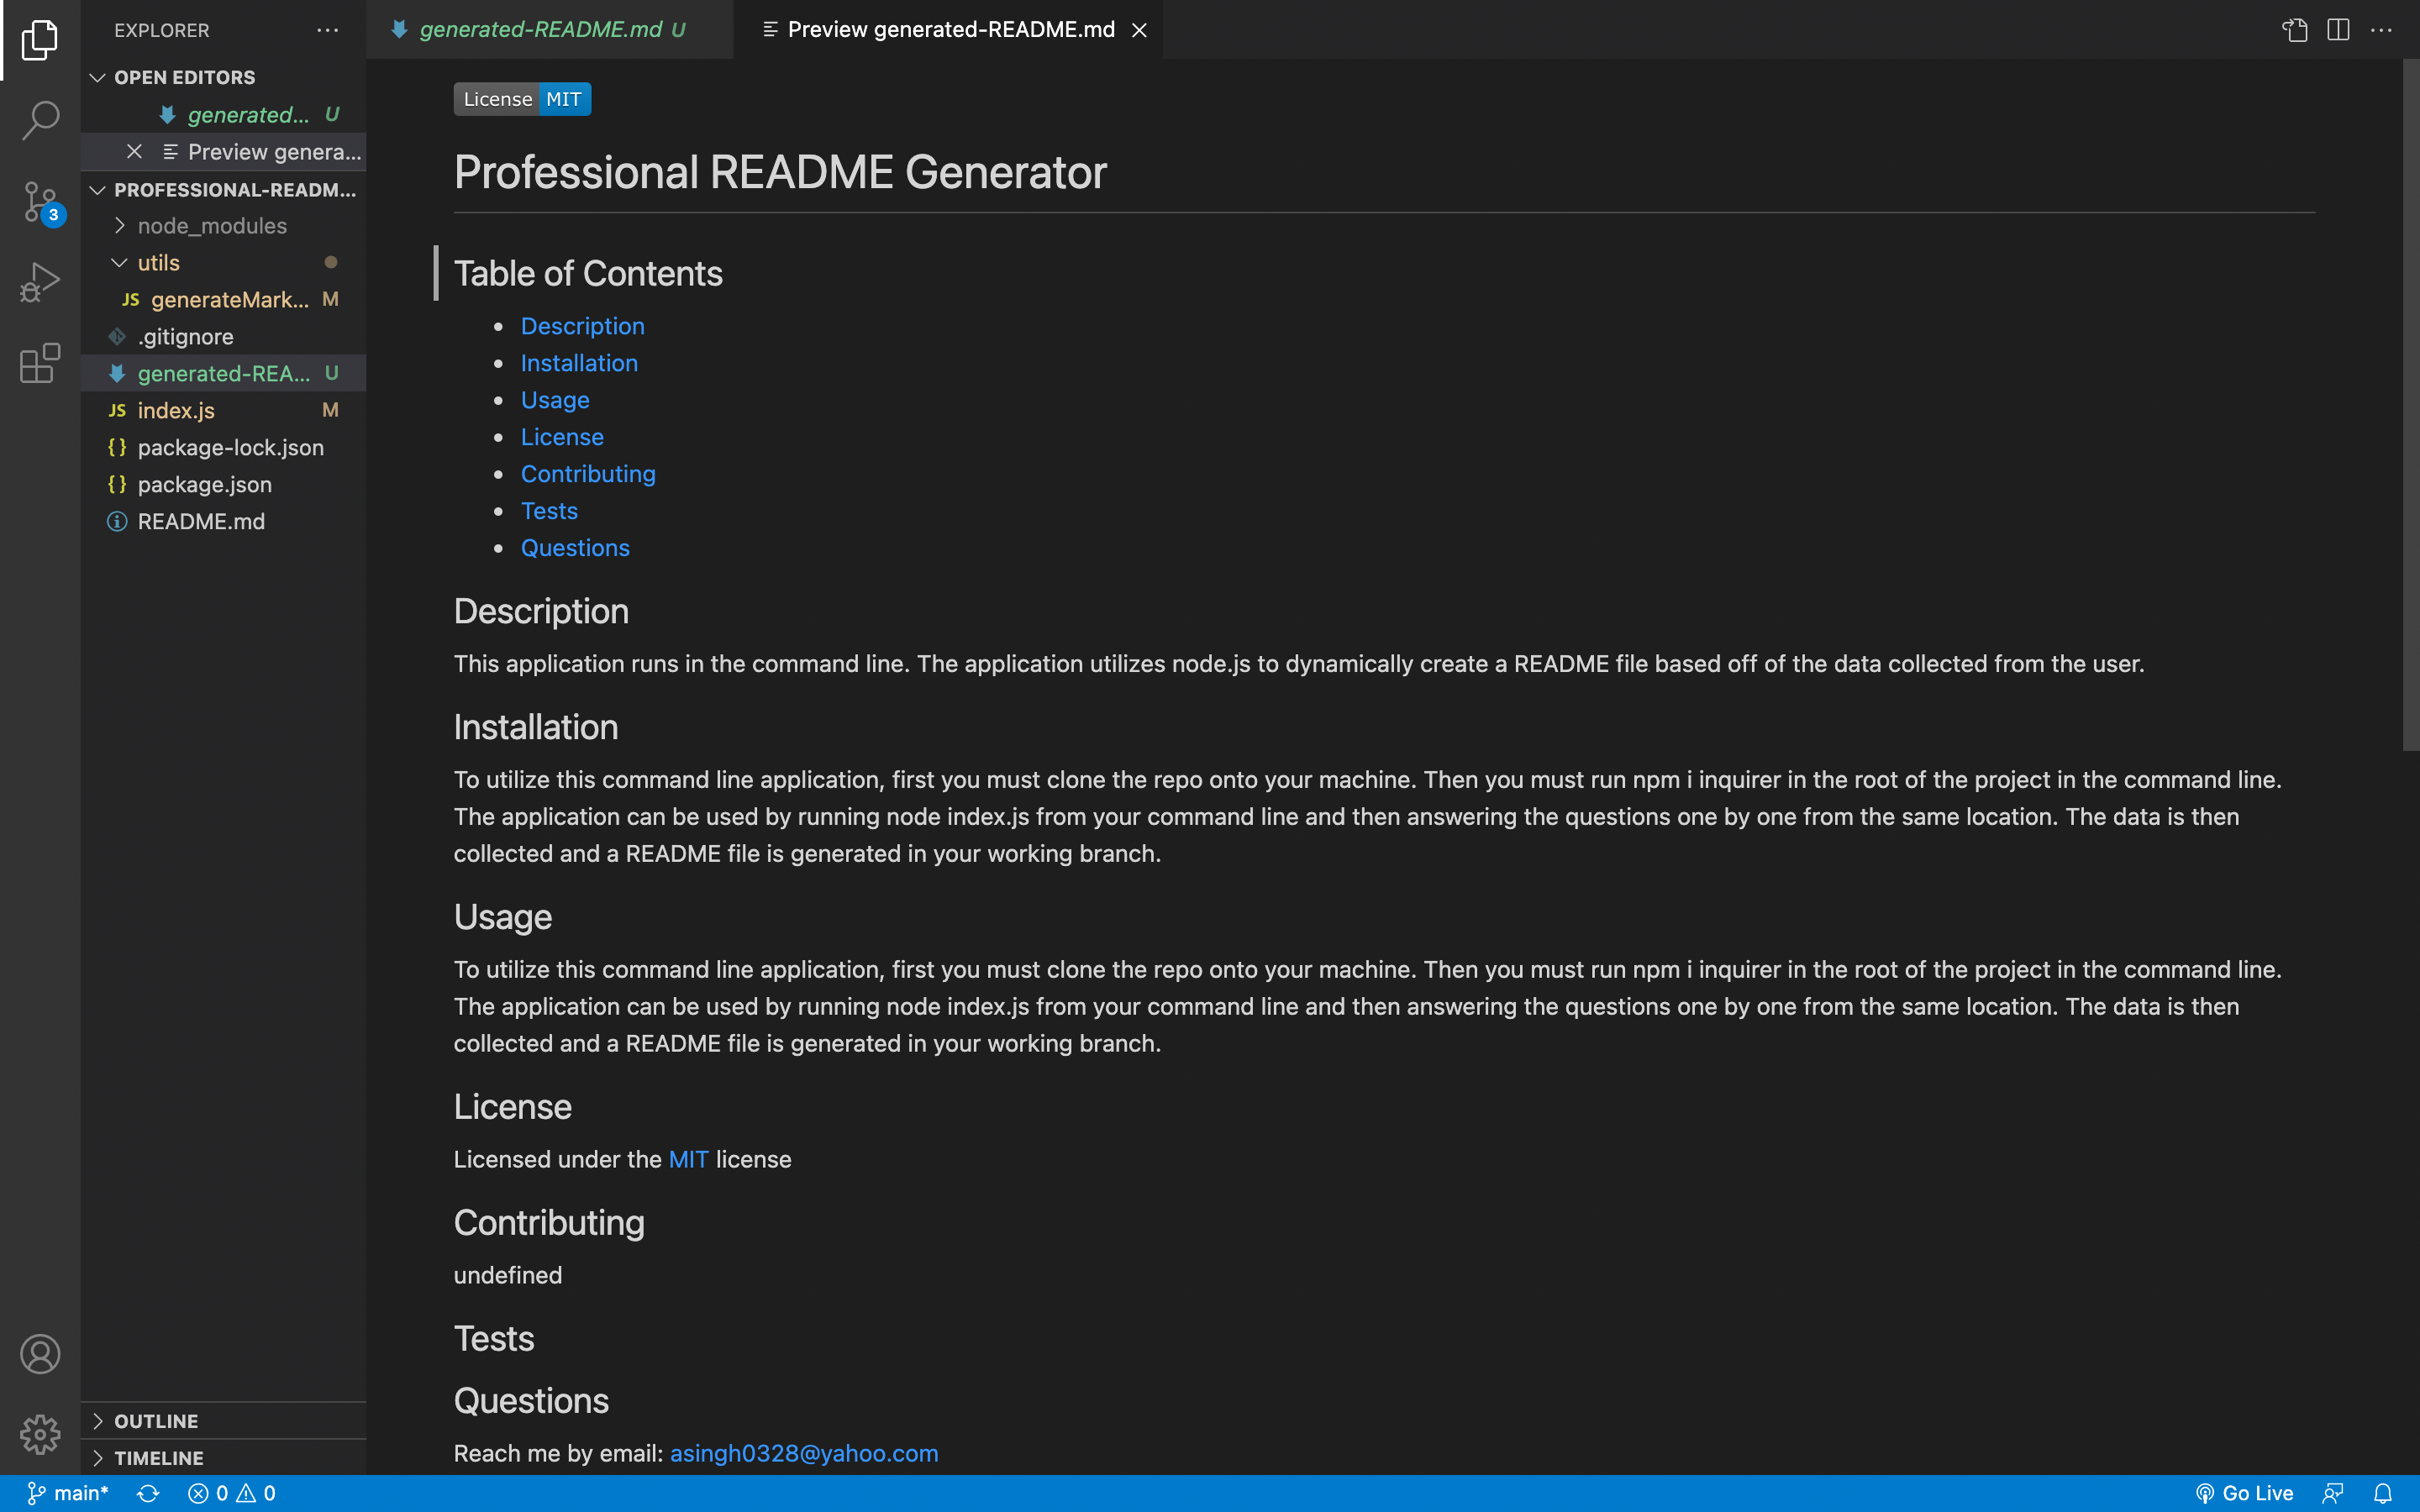 EXPLORER
OPEN EDITORS
generated... U
Preview genera...
PROFESSIONAL-READM...
node_modules
utils
JS generateMark... M
.gitignore
generated-REA... U
JS index.js M
{} package-lock.json
{} package.json
README.md
OUTLINE
TIMELINE
3
generated-README.md U
Preview generated-README.md
License MIT
Professional README Generator
Table of Contents
Description
Installation
Usage
License
Contributing
Tests
Questions
Description
This application runs in the command line. The application utilizes node.js to dynamically create a README file based off of the data collected from the user.
Installation
To utilize this command line application, first you must clone the repo onto your machine. Then you must run npm i inquirer in the root of the project in the command line.
The application can be used by running node index.js from your command line and then answering the questions one by one from the same location. The data is then
collected and a README file is generated in your working branch.
Usage
To utilize this command line application, first you must clone the repo onto your machine. Then you must run npm i inquirer in the root of the project in the command line.
The application can be used by running node index.js from your command line and then answering the questions one by one from the same location. The data is then
collected and a README file is generated in your working branch.
License
Licensed under the MIT license
Contributing
undefined
Tests
Questions
Reach me by email: asingh0328@yahoo.com
main* 0 0
Go Live